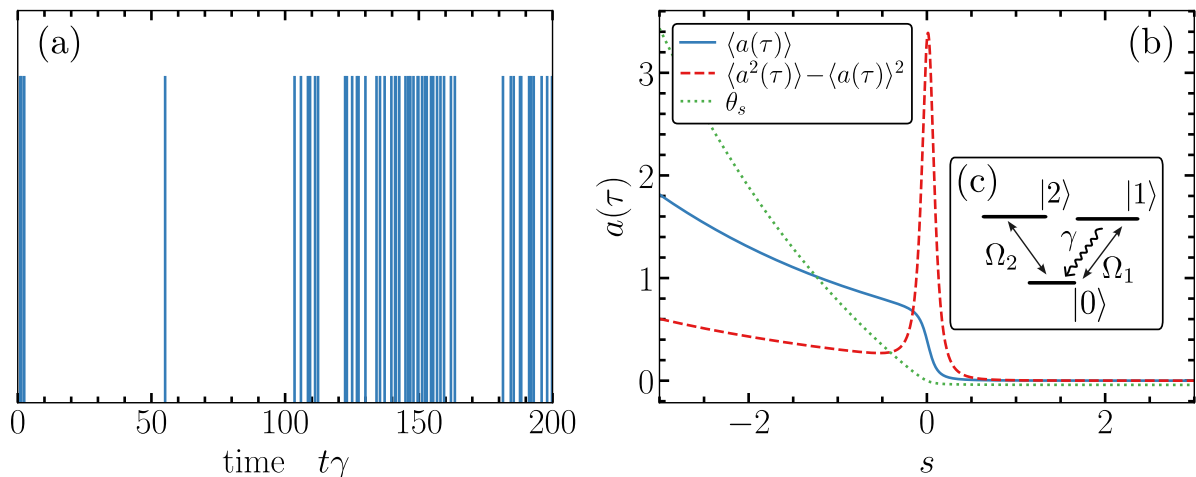 (a)
0 50 100 150 200
time tγ
(b)
⟨a(τ)⟩
⟨a²(τ)⟩−⟨a(τ)⟩²
θₛ
3
2
1
0
a(τ)
−2 0 2
s
(c)
|2⟩ |1⟩
γ
Ω₂ Ω₁
|0⟩